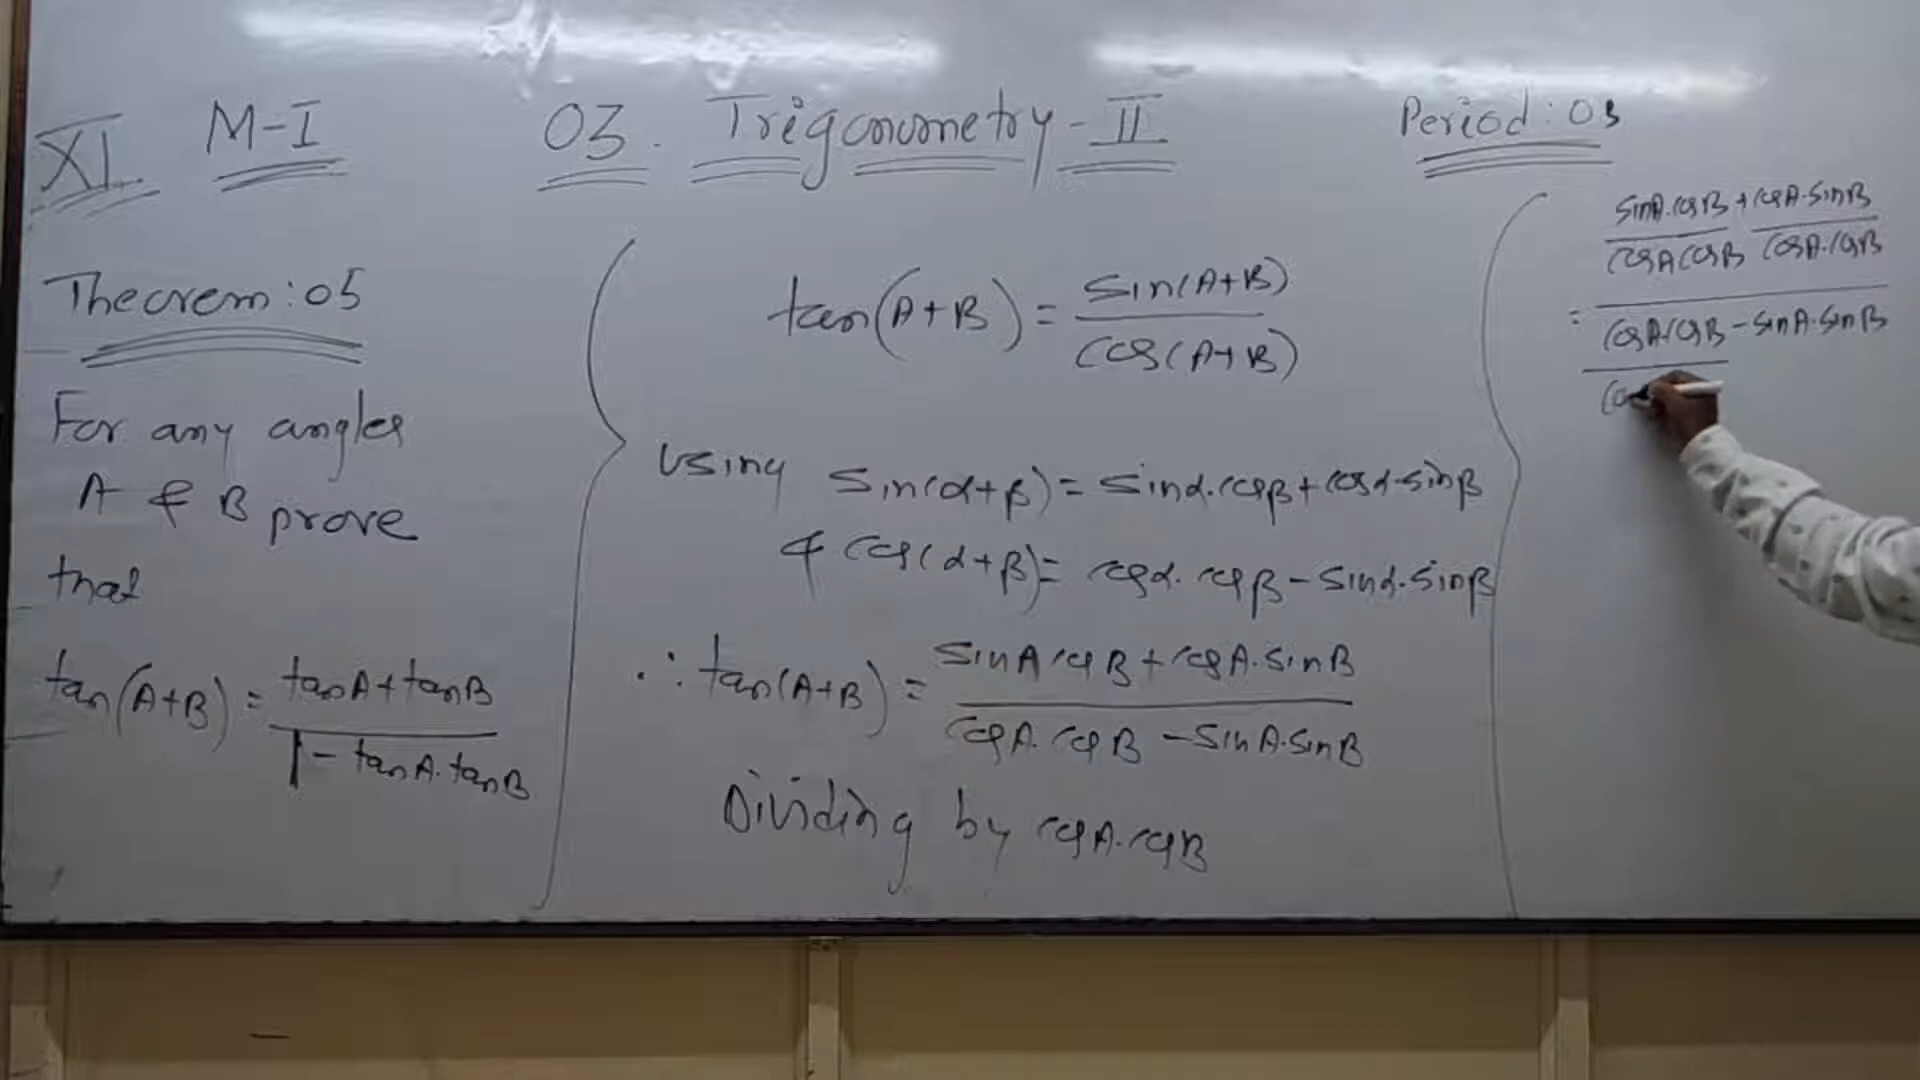 XI M-I 03. Trigonometry-II Period: 03
Theorem: 05
For any angles
A & B prove
that
tan(A+B) = tanA+tanB / 1 - tanA.tanB
tan(A+B) = sin(A+B) / cos(A+B)
Using sin(α+β) = sinα.cosβ + cosα.sinβ
& cos(α+β) = cosα.cosβ - sinα.sinβ
∴ tan(A+B) = sinA cosB + cosA.sinB / cosA.cosB - sinA.sinB
Dividing by cosA.cosB
sinA.cosB + cosA.sinB
cosA cosB cosA.cosB
=
cosA.cosB - sinA.sinB